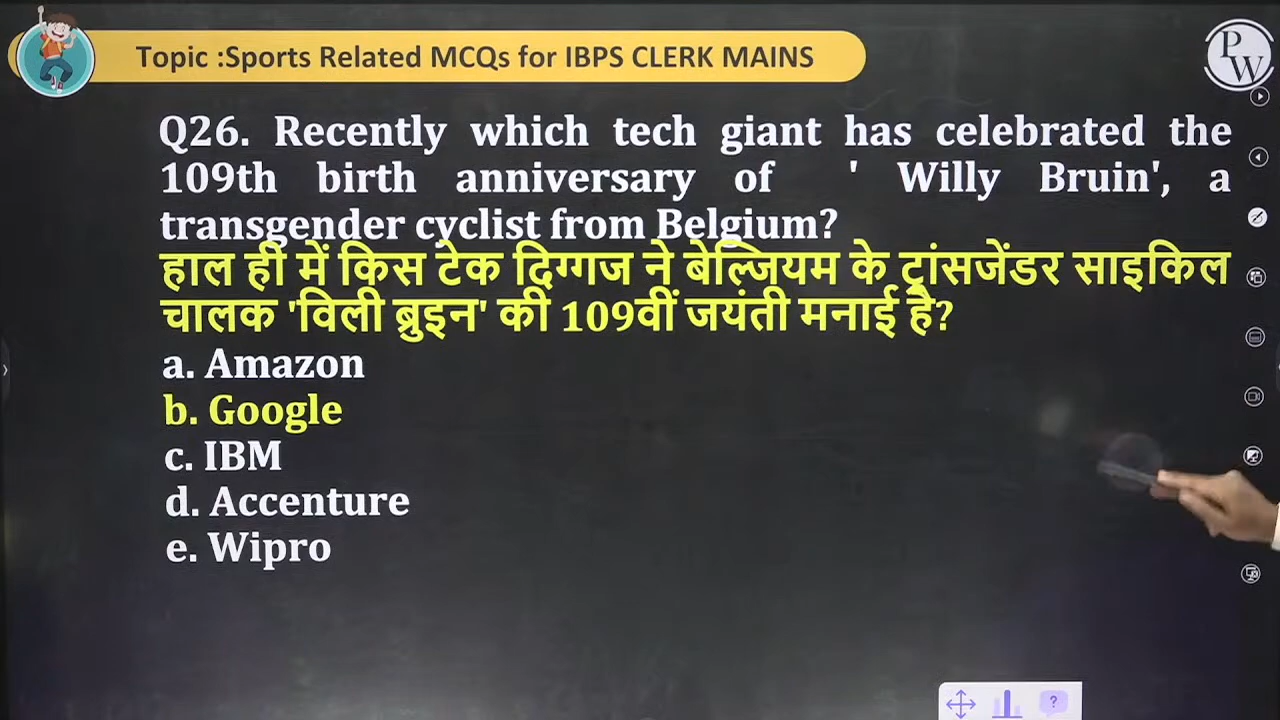 Topic :Sports Related MCQs for IBPS CLERK MAINS
PW
Q26. Recently which tech giant has celebrated the
109th birth anniversary of ' Willy Bruin', a
transgender cyclist from Belgium?
हाल ही में किस टेक दिग्गज ने बेल्जियम के ट्रांसजेंडर साइकिल
चालक 'विली ब्रुइन' की 109वीं जयंती मनाई है?
a. Amazon
b. Google
c. IBM
d. Accenture
e. Wipro
?